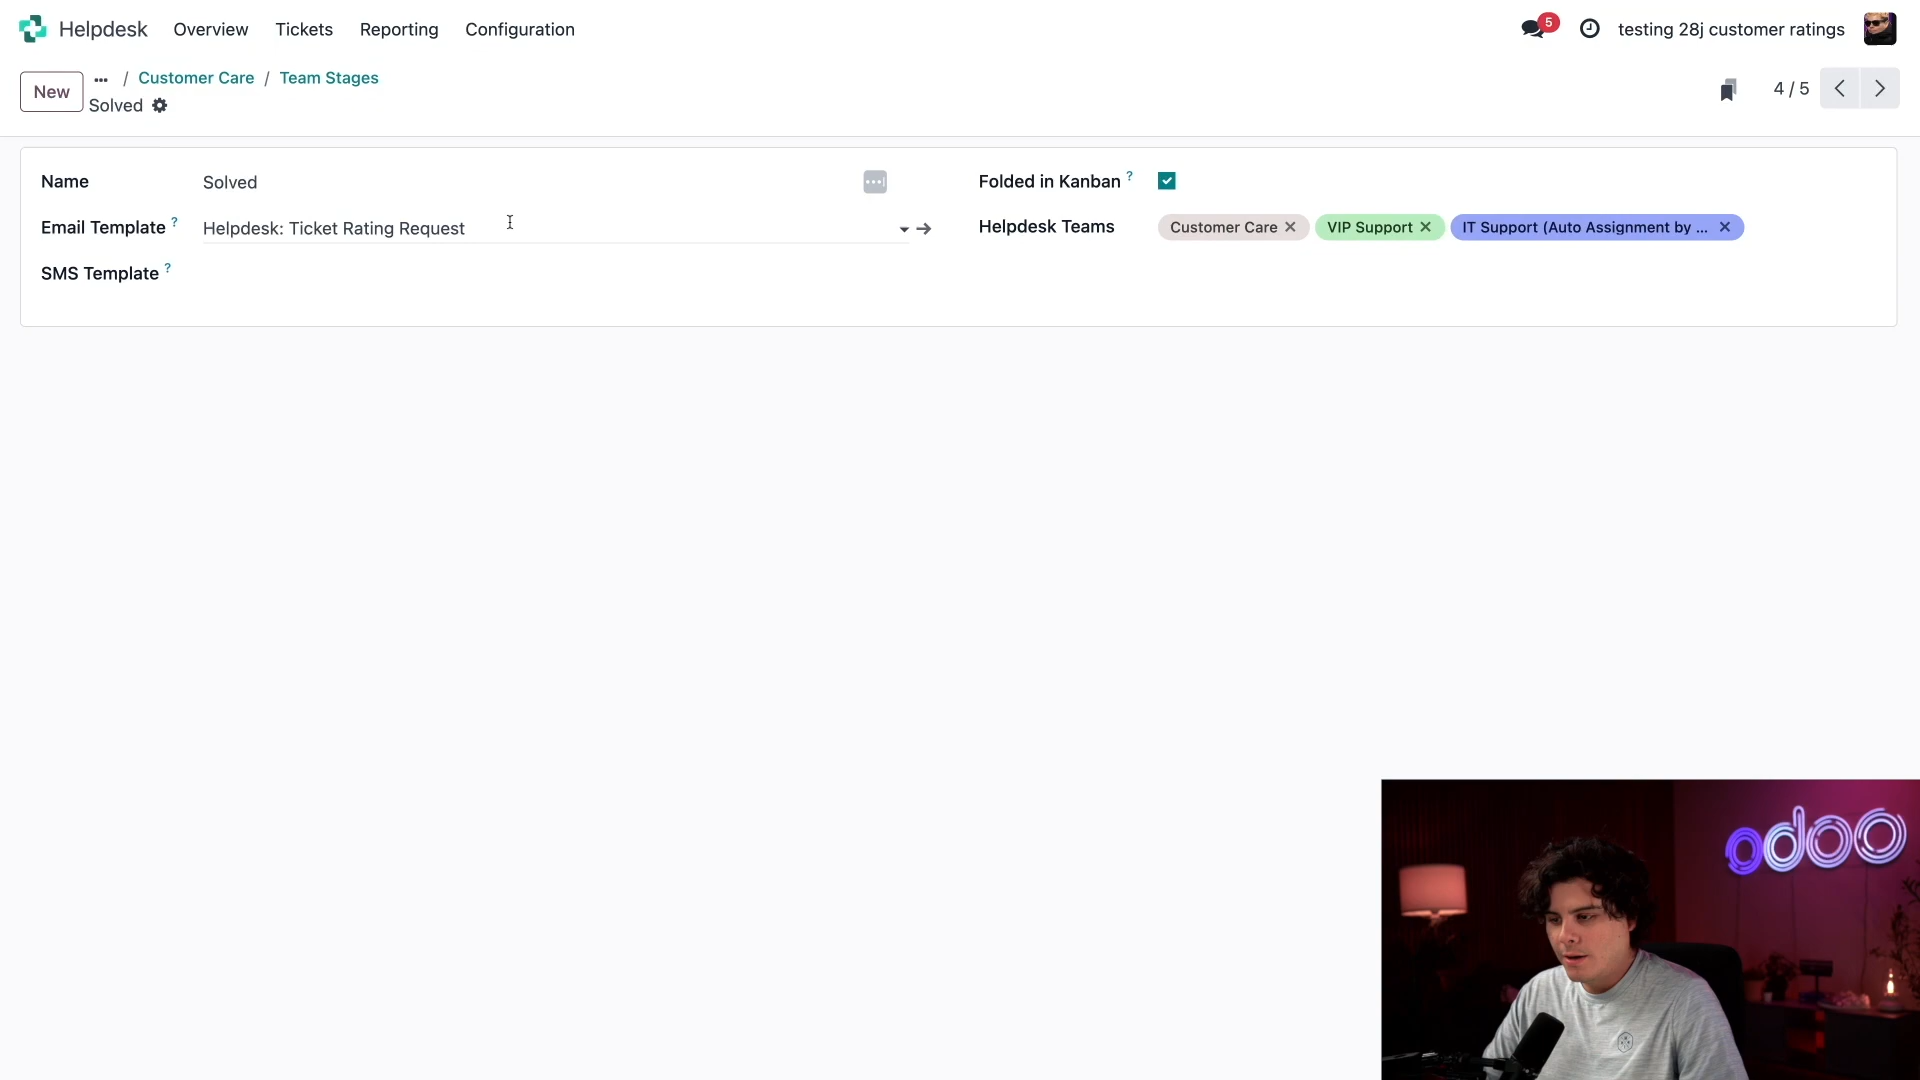 Helpdesk Overview Tickets Reporting Configuration 5 testing 28j customer ratings
New ... / Customer Care / Team Stages
Solved
4 / 5
Name Solved
Folded in Kanban ?
Email Template ? Helpdesk: Ticket Rating Request
Helpdesk Teams Customer Care × VIP Support × IT Support (Auto Assignment by ... ×
SMS Template ?
odoo